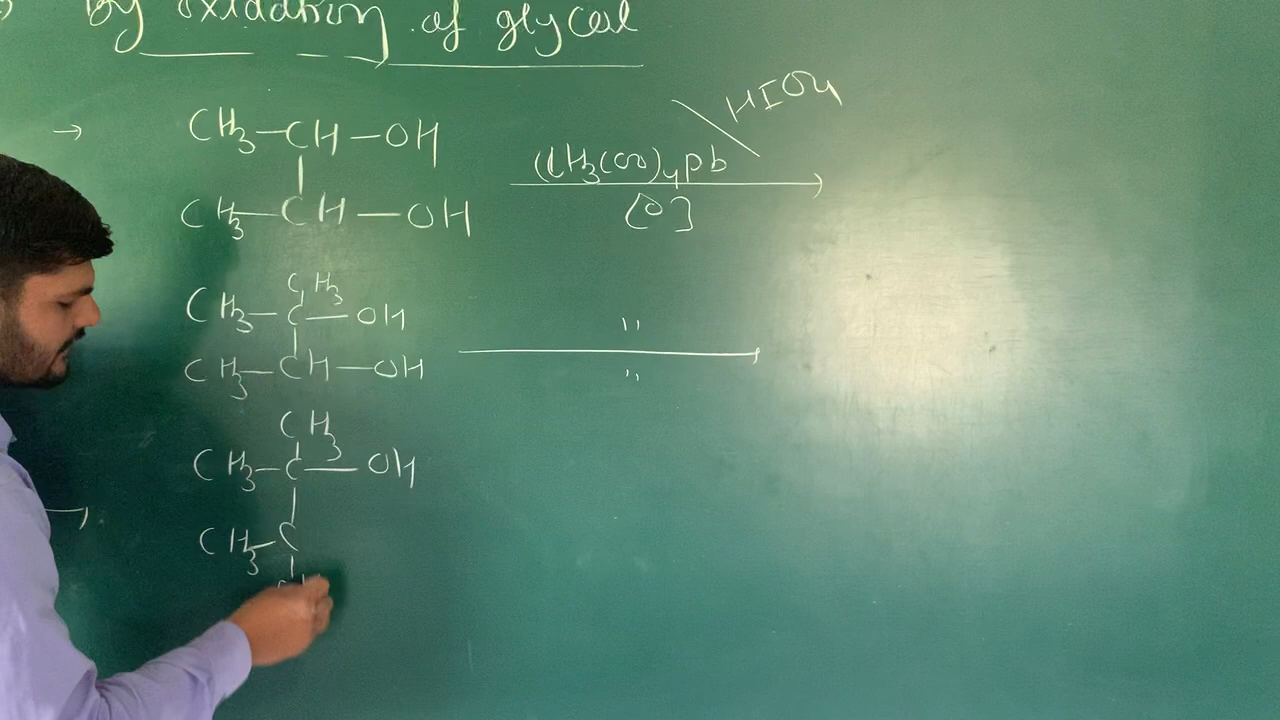 By oxidation of glycol
→ CH3—CH—OH
CH3—CH—OH
HIO4
(CH3COO)4Pb
[O]
CH3
CH3—C—OH
CH3—CH—OH
"
"
CH3
CH3—C—OH
CH3—C